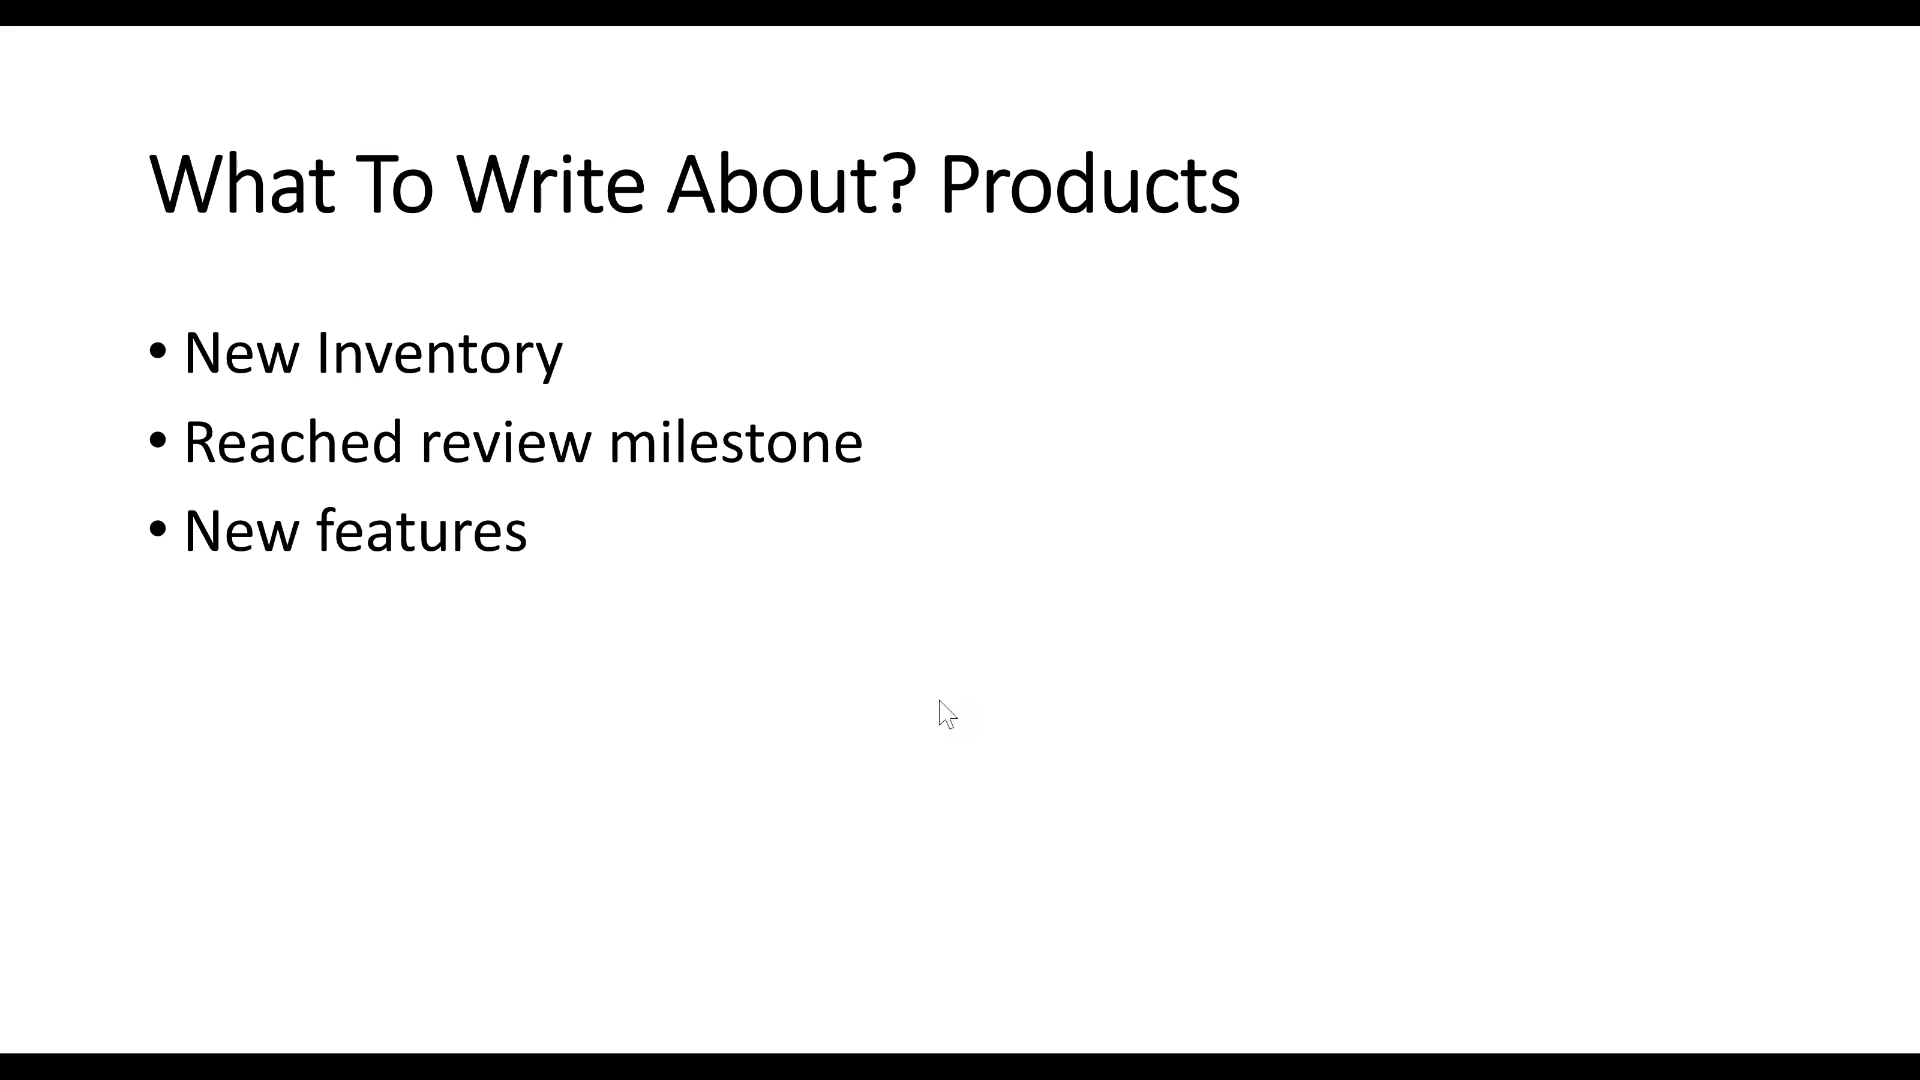 What To Write About? Products
• New Inventory
• Reached review milestone
• New features